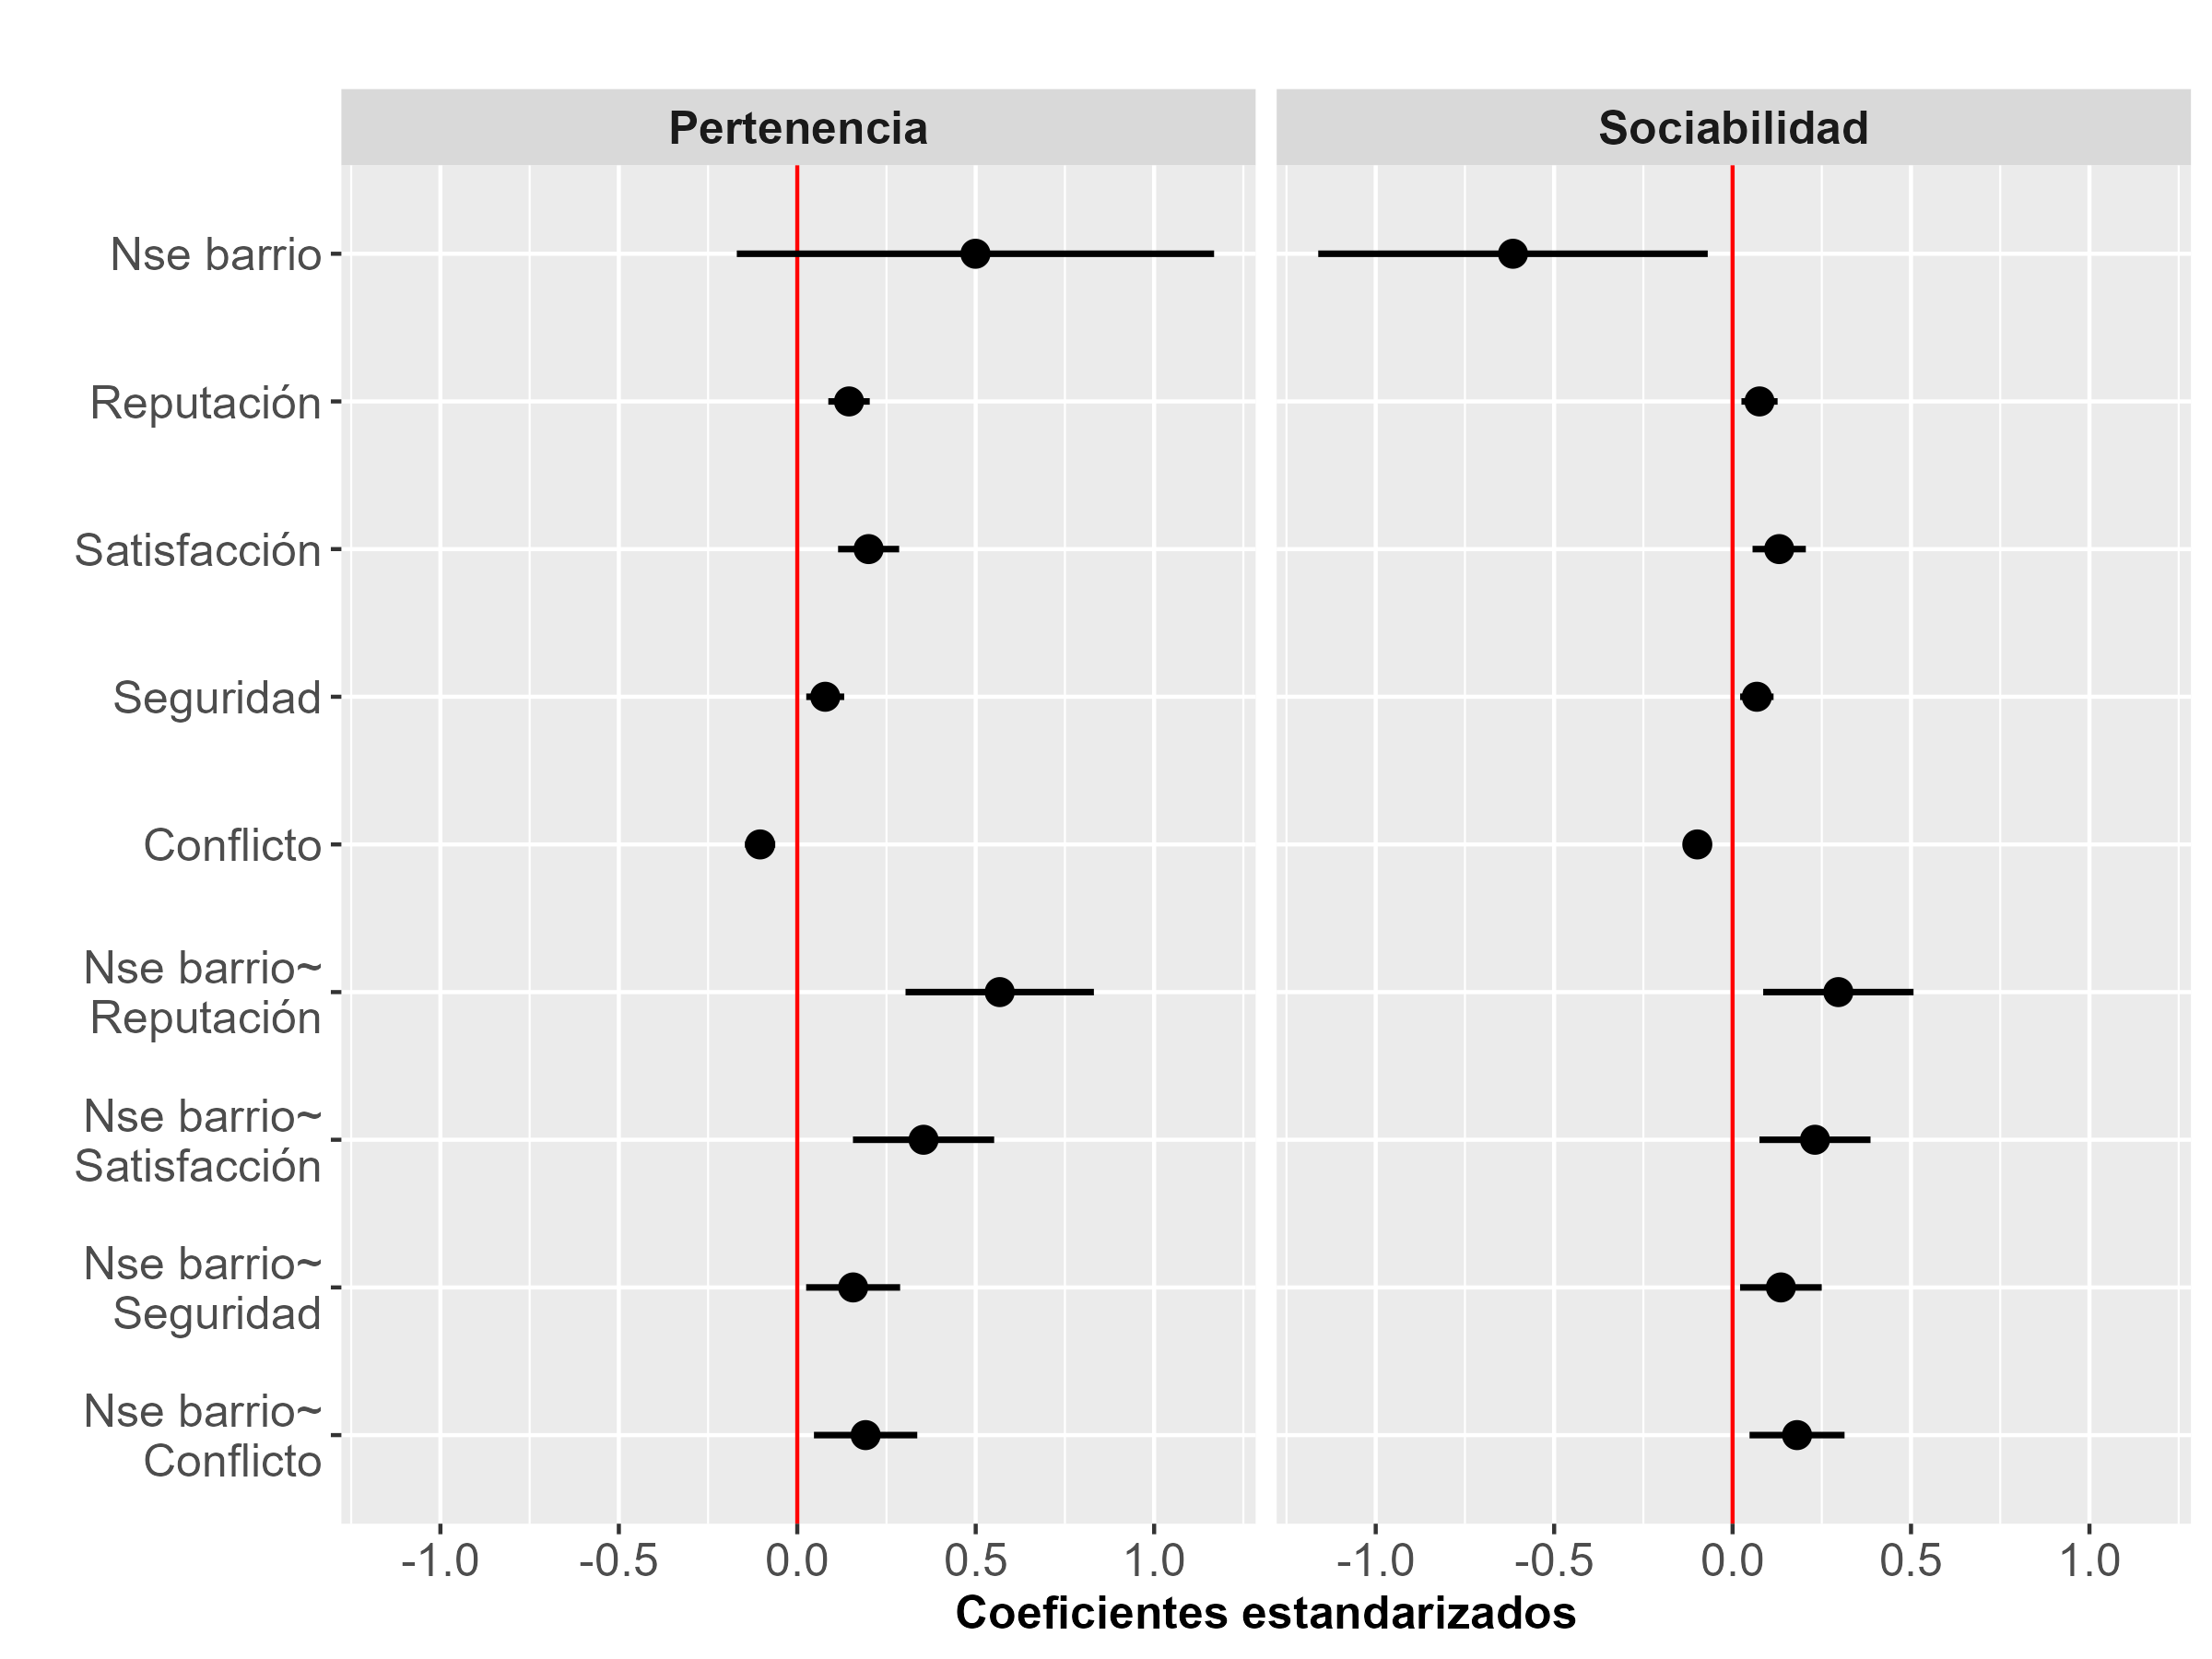 Pertenencia
Sociabilidad
Nse barrio
Reputación
Satisfacción
Seguridad
Conflicto
Nse barrio~
Reputación
Nse barrio~
Satisfacción
Nse barrio~
Seguridad
Nse barrio~
Conflicto
-1.0 -0.5 0.0 0.5 1.0
-1.0 -0.5 0.0 0.5 1.0
Coeficientes estandarizados